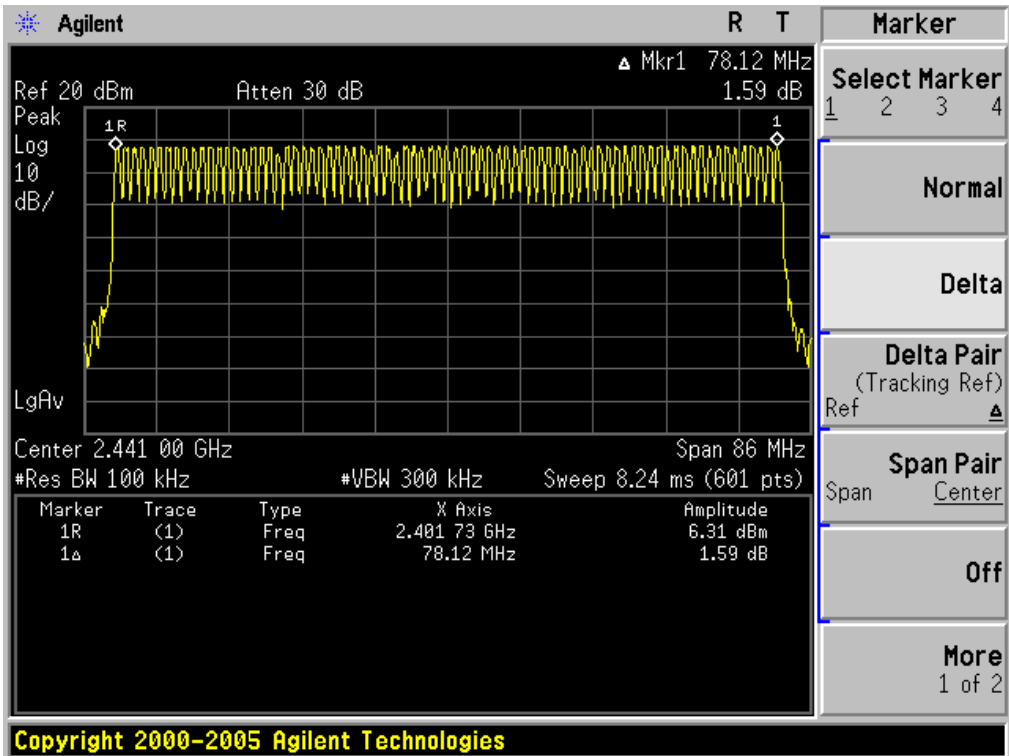 Agilent R T
Δ Mkr1 78.12 MHz
Ref 20 dBm Atten 30 dB 1.59 dB
Peak
Log
10
dB/
1R
1
LgAv
Center 2.441 00 GHz Span 86 MHz
#Res BW 100 kHz #VBW 300 kHz Sweep 8.24 ms (601 pts)
Marker Trace Type X Axis Amplitude
1R (1) Freq 2.401 73 GHz 6.31 dBm
1Δ (1) Freq 78.12 MHz 1.59 dB
Marker
Select Marker
1 2 3 4
Normal
Delta
Delta Pair
(Tracking Ref)
Ref Δ
Span Pair
Span Center
Off
More
1 of 2
Copyright 2000-2005 Agilent Technologies